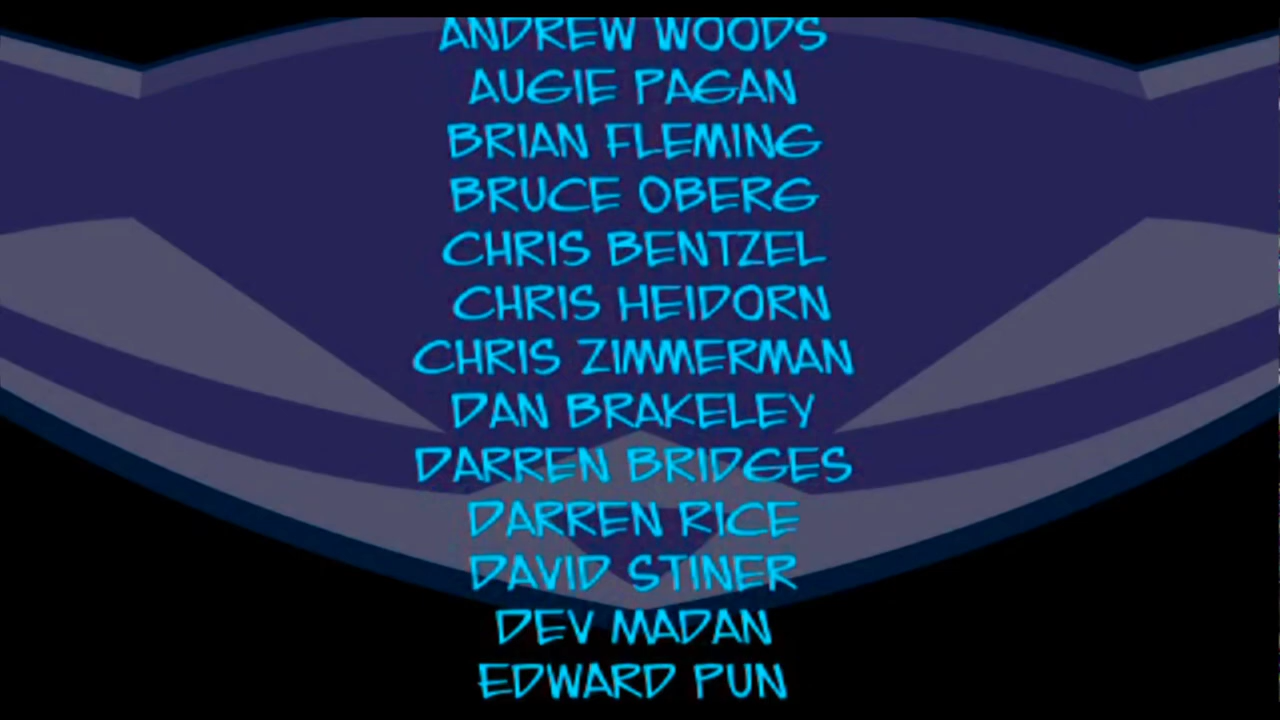 ANDREW WOODS
AUGIE PAGAN
BRIAN FLEMING
BRUCE OBERG
CHRIS BENTZEL
CHRIS HEIDORN
CHRIS ZIMMERMAN
DAN BRAKELEY
DARREN BRIDGES
DARREN RICE
DAVID STINER
DEV MADAN
EDWARD PUN